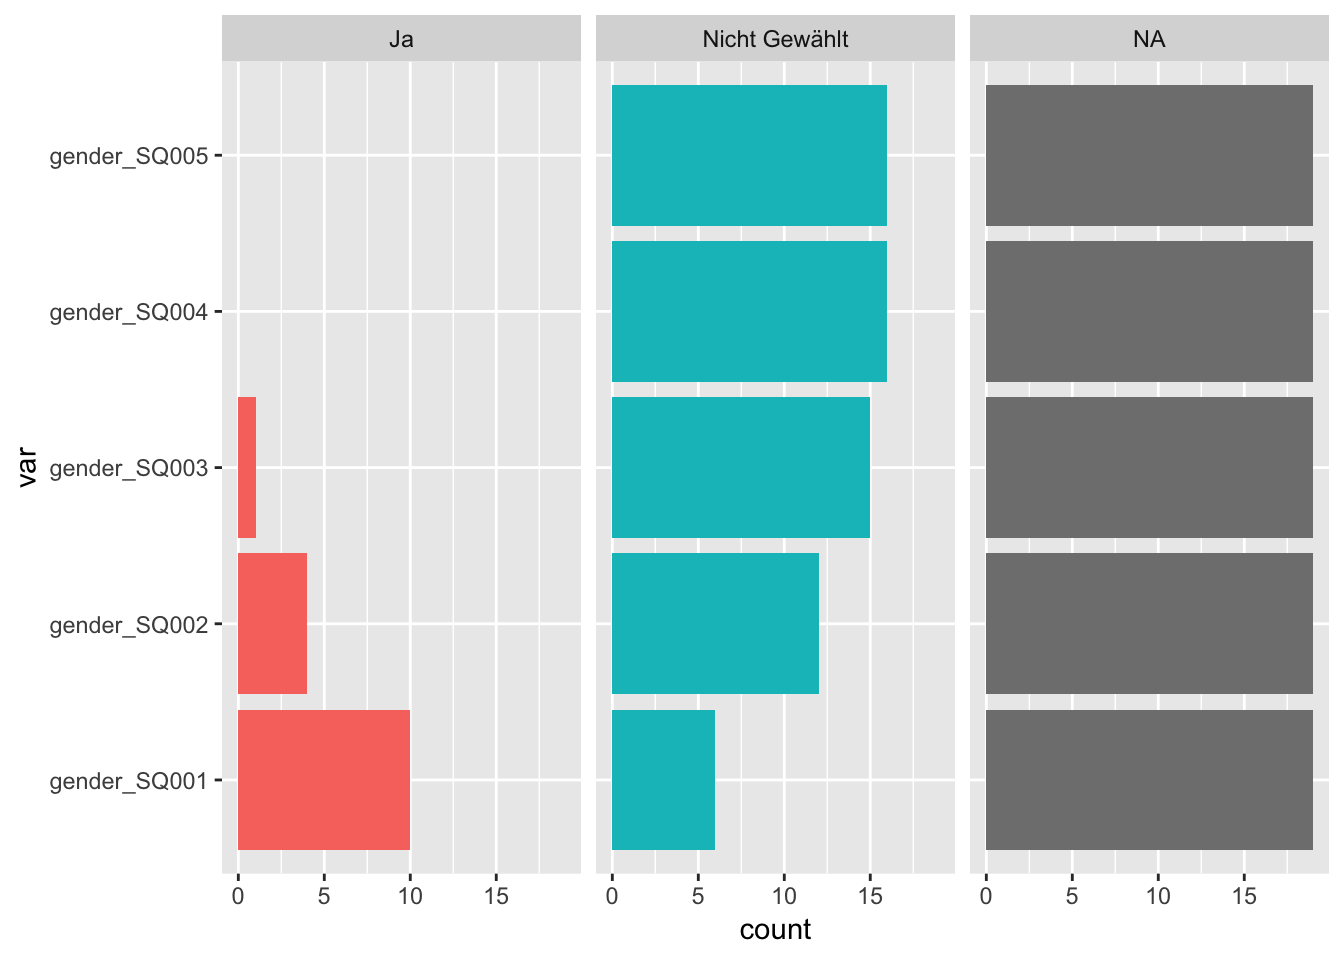 Ja
Nicht Gewählt
NA
gender_SQ005
gender_SQ004
gender_SQ003
gender_SQ002
gender_SQ001
var
0 5 10 15
0 5 10 15
0 5 10 15
count